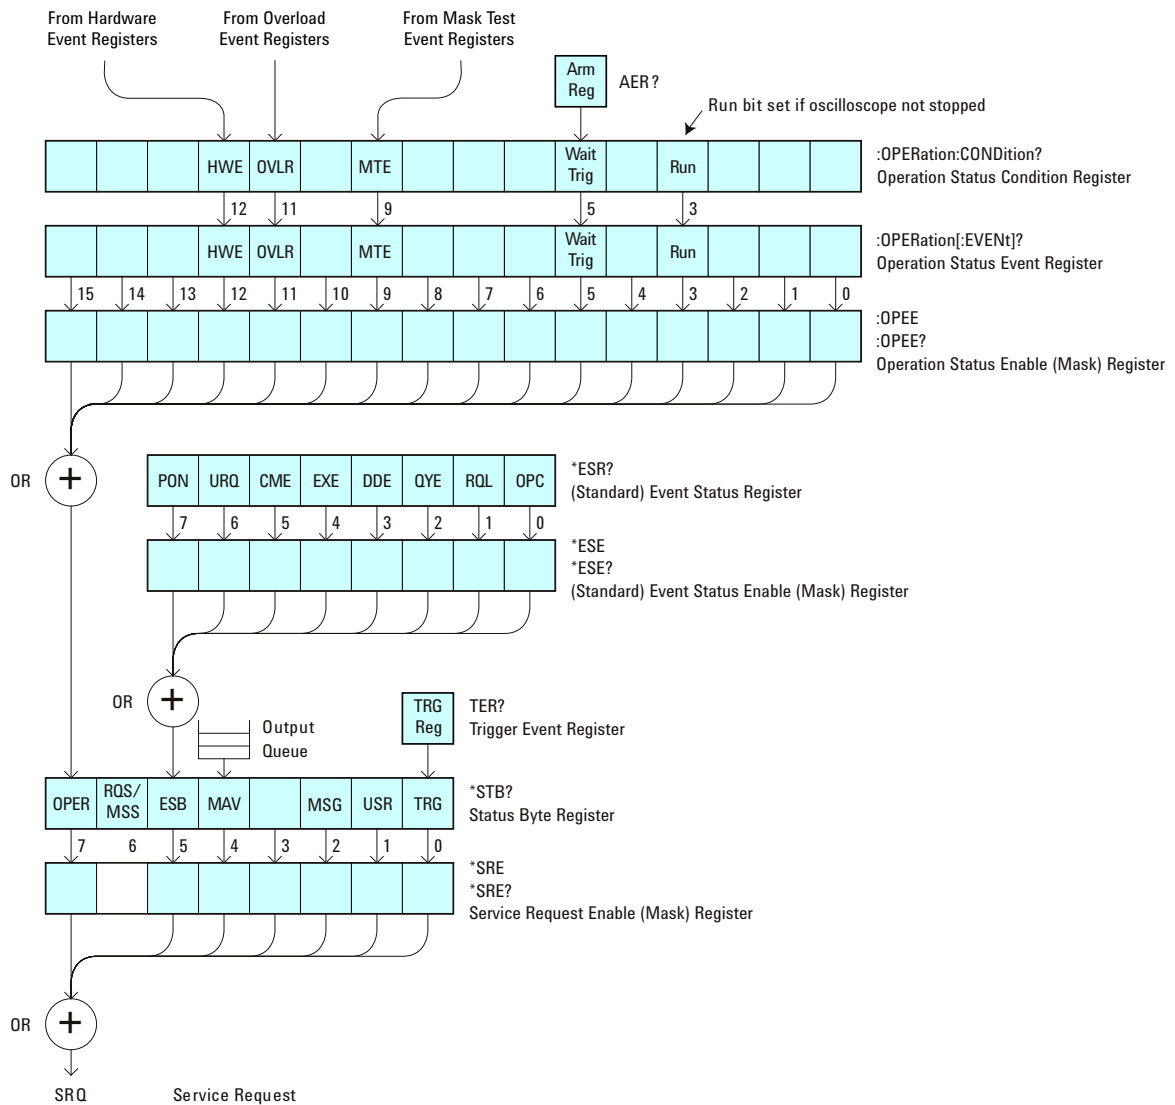 From Hardware
Event Registers
From Overload
Event Registers
From Mask Test
Event Registers
Arm
Reg
AER?
Run bit set if oscilloscope not stopped
HWE OVLR MTE Wait
Trig Run
:OPERation:CONDition?
Operation Status Condition Register
12 11 9 5 3
HWE OVLR MTE Wait
Trig Run
:OPERation[:EVENt]?
Operation Status Event Register
15 14 13 12 11 10 9 8 7 6 5 4 3 2 1 0
:OPEE
:OPEE?
Operation Status Enable (Mask) Register
OR +
PON URQ CME EXE DDE QYE RQL OPC
*ESR?
(Standard) Event Status Register
7 6 5 4 3 2 1 0
*ESE
*ESE?
(Standard) Event Status Enable (Mask) Register
OR +
Output
Queue
TRG
Reg
TER?
Trigger Event Register
OPER RQS/
MSS ESB MAV MSG USR TRG
*STB?
Status Byte Register
7 6 5 4 3 2 1 0
*SRE
*SRE?
Service Request Enable (Mask) Register
OR +
SRQ Service Request